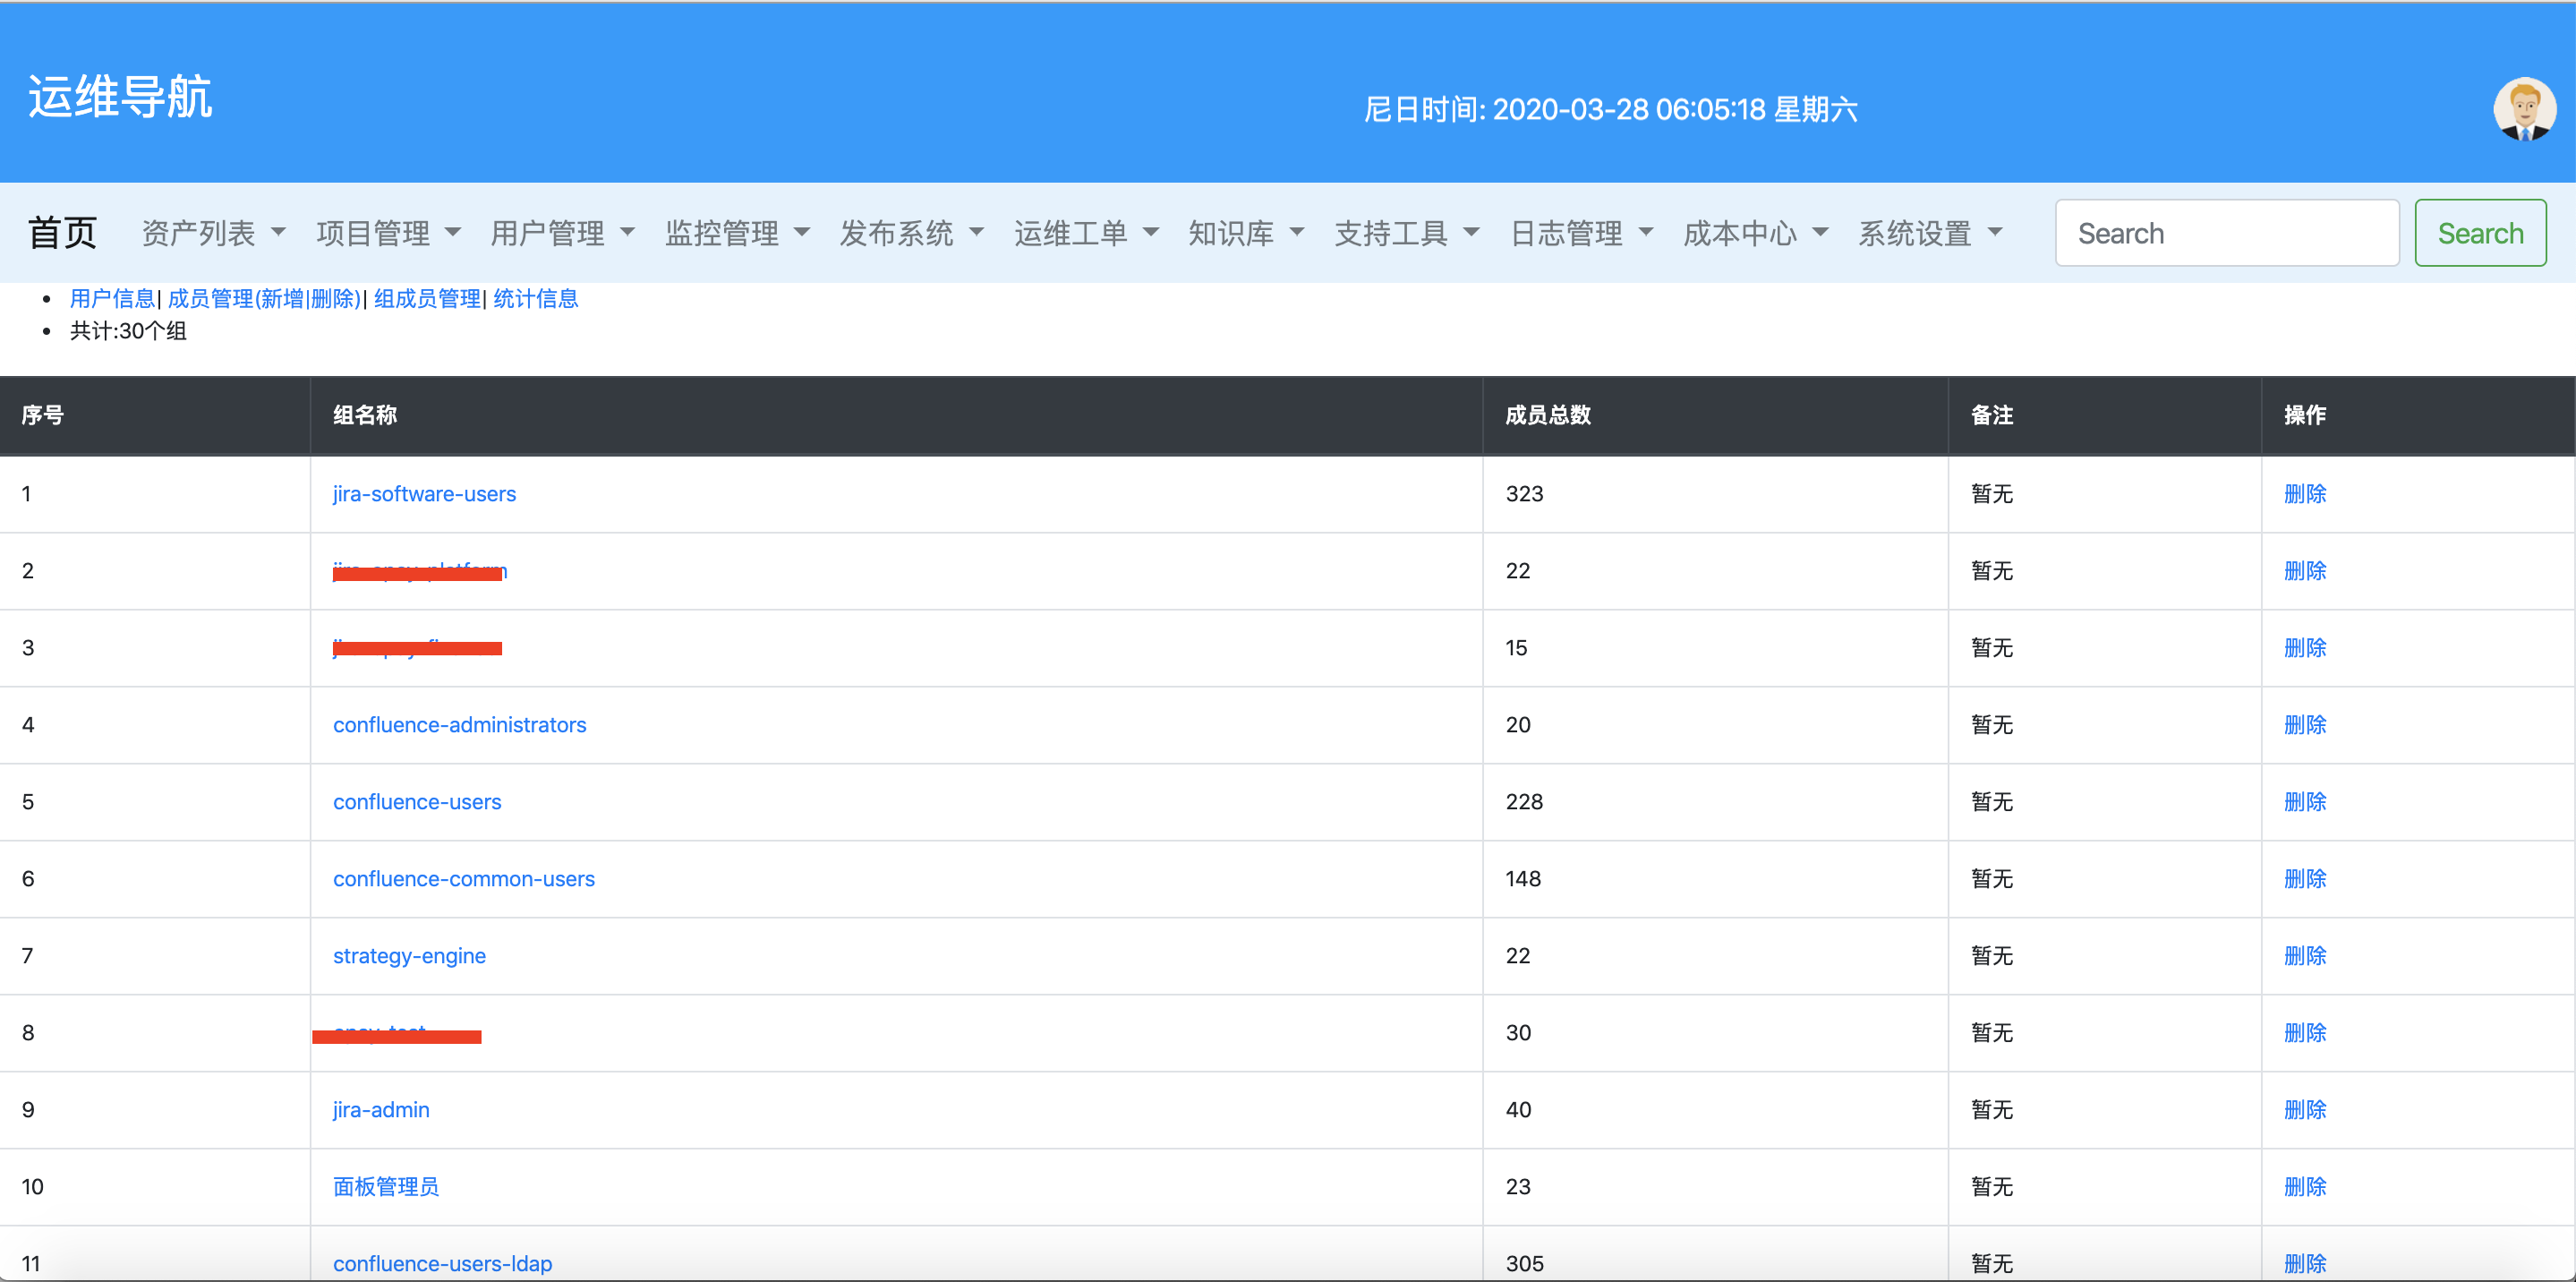 运维导航
尼日时间: 2020-03-28 06:05:18 星期六
首页 资产列表 项目管理 用户管理 监控管理 发布系统 运维工单 知识库 支持工具 日志管理 成本中心 系统设置 Search Search
用户信息| 成员管理(新增|删除)| 组成员管理| 统计信息
共计:30个组
序号 组名称 成员总数 备注 操作
1 jira-software-users 323 暂无 删除
2 22 暂无 删除
3 15 暂无 删除
4 confluence-administrators 20 暂无 删除
5 confluence-users 228 暂无 删除
6 confluence-common-users 148 暂无 删除
7 strategy-engine 22 暂无 删除
8 30 暂无 删除
9 jira-admin 40 暂无 删除
10 面板管理员 23 暂无 删除
11 confluence-users-ldap 305 暂无 删除